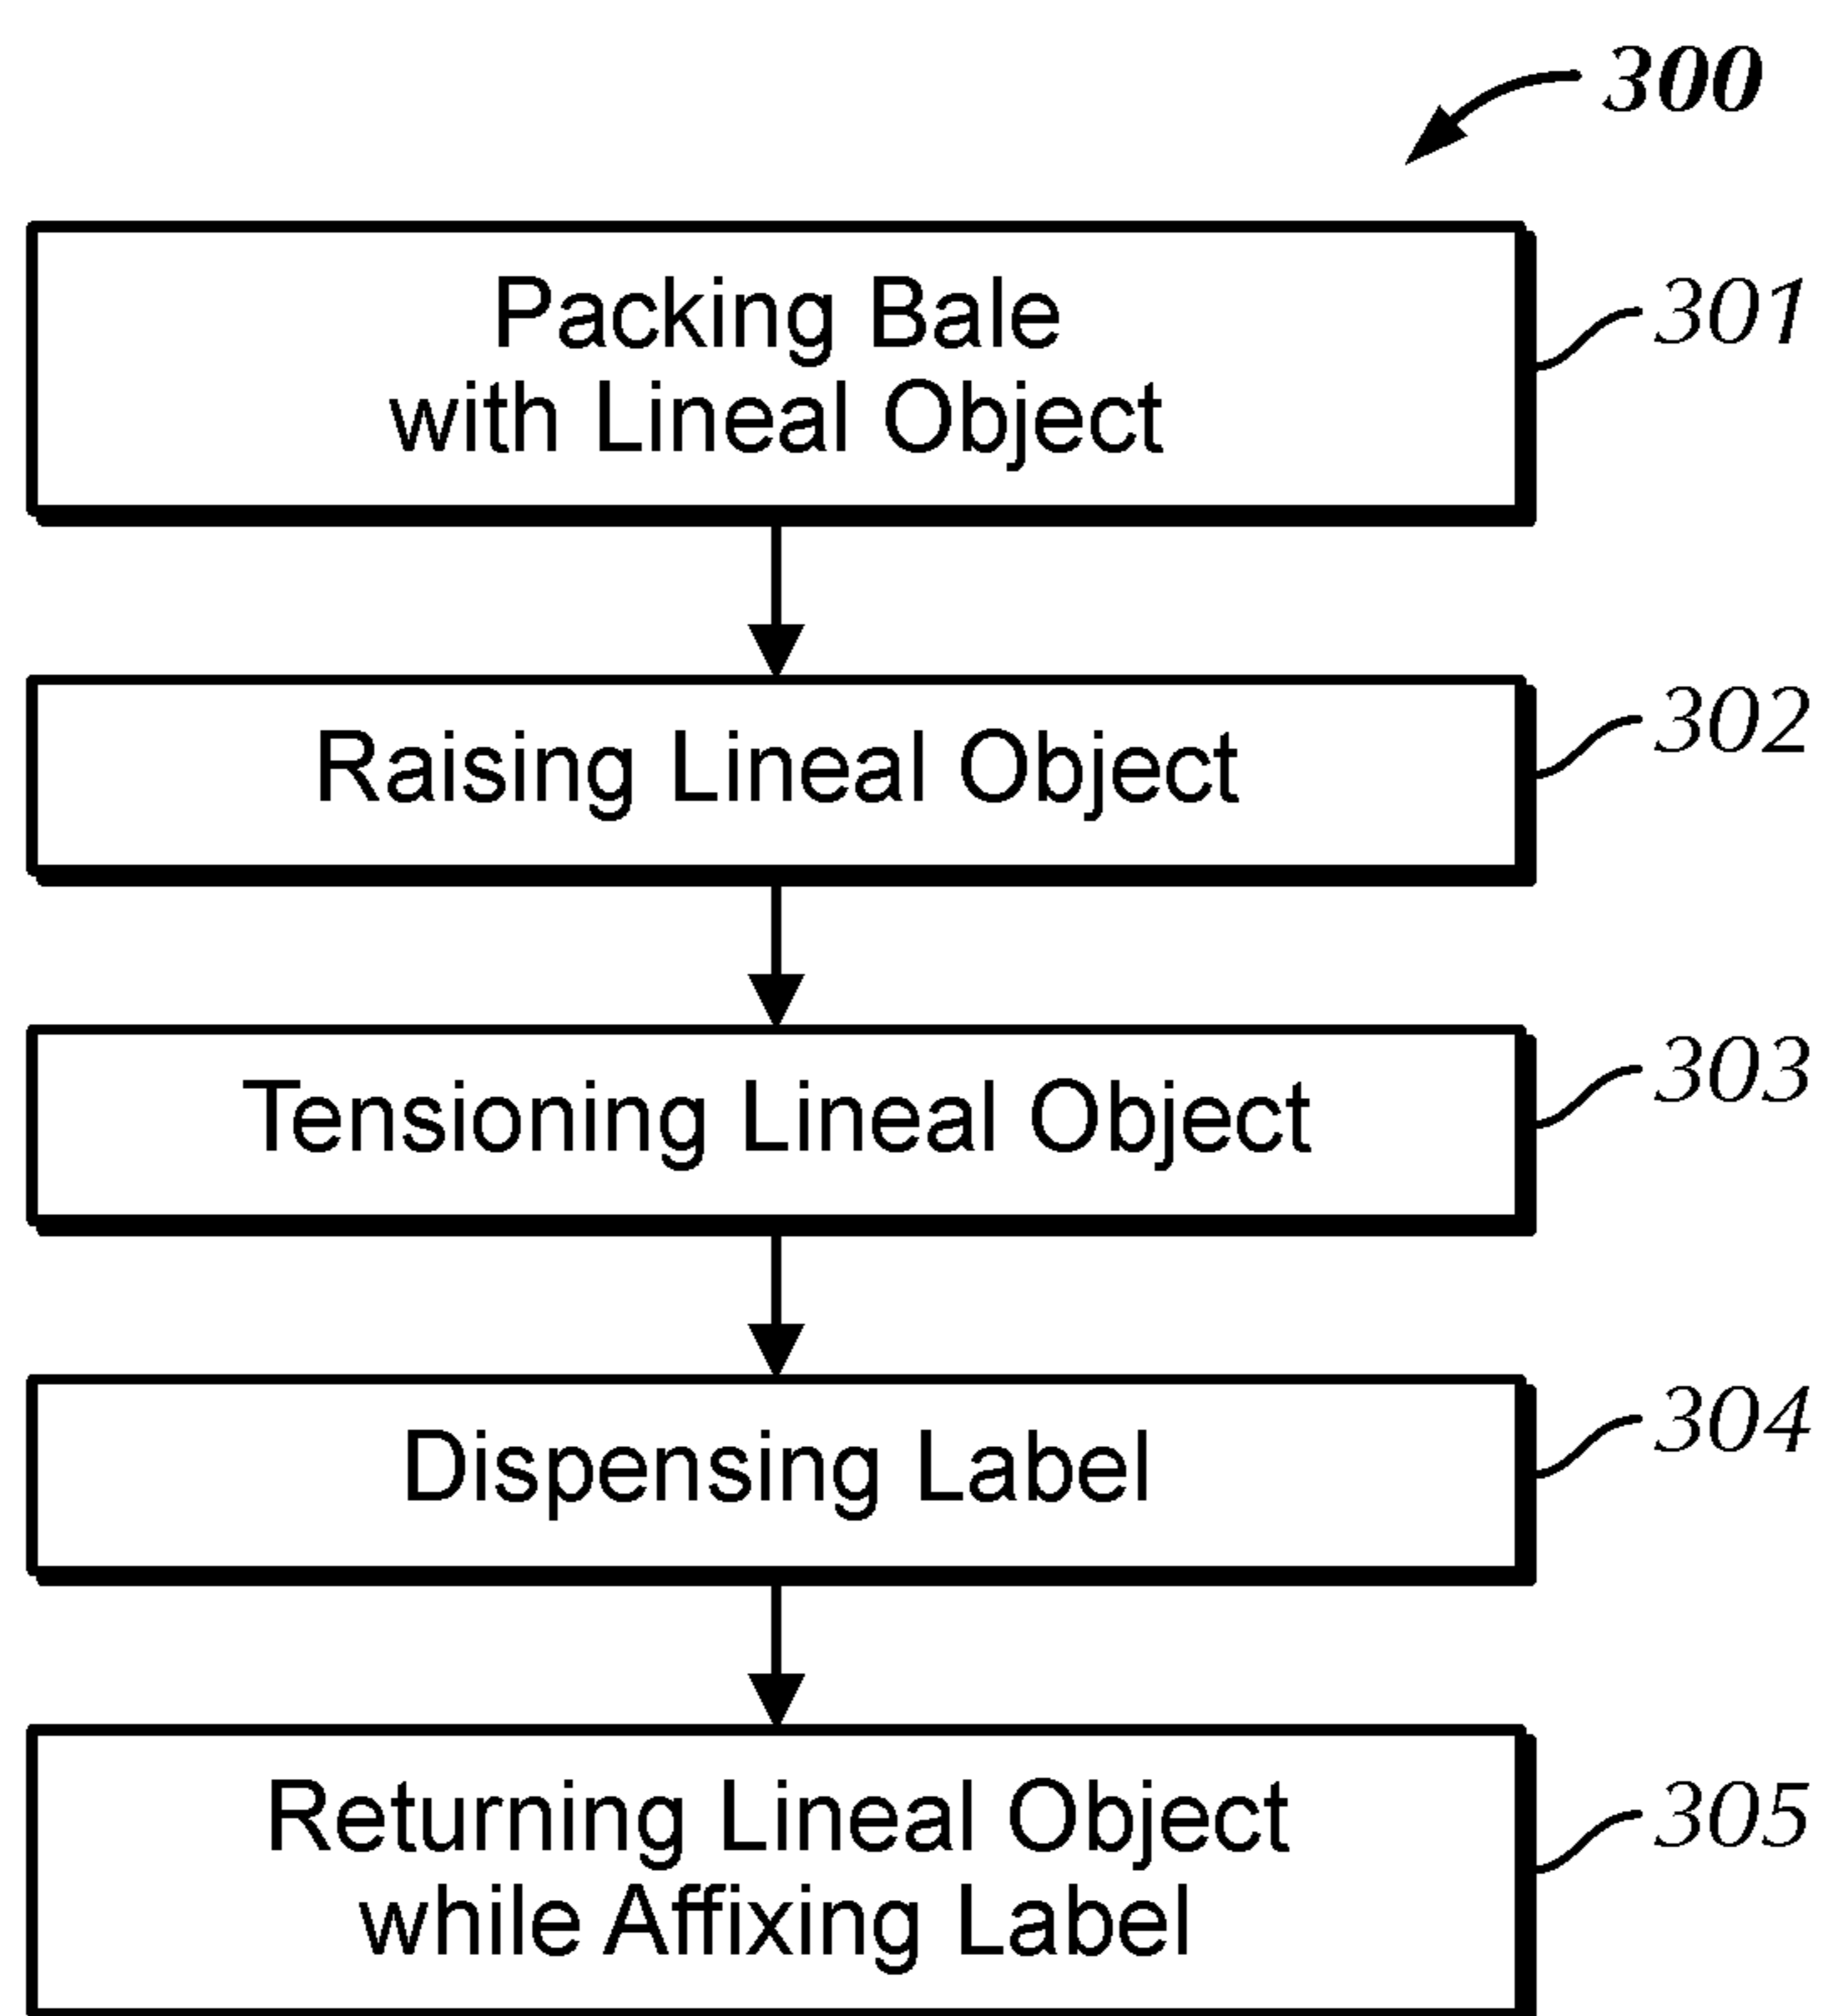 300
Packing Bale
with Lineal Object
301
Raising Lineal Object
302
Tensioning Lineal Object
303
Dispensing Label
304
Returning Lineal Object
while Affixing Label
305